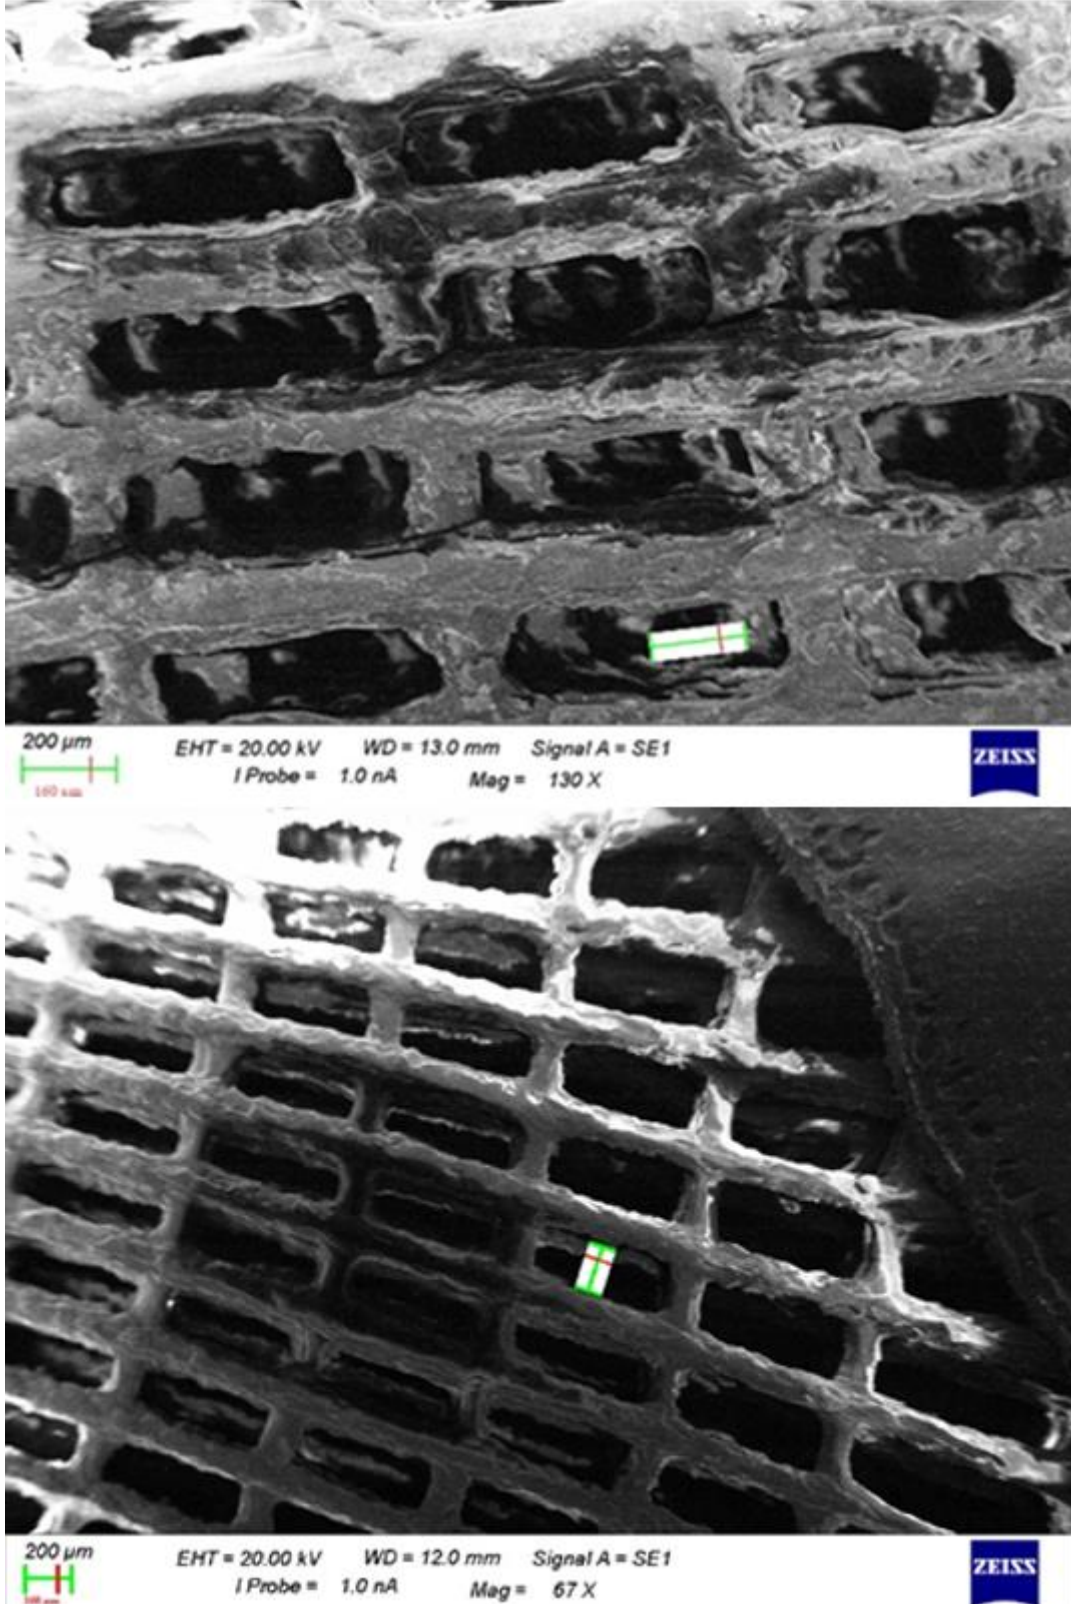 200 µm
EHT = 20.00 kV WD = 13.0 mm Signal A = SE1
I Probe = 1.0 nA Mag = 130 X
ZEISS
200 µm
EHT = 20.00 kV WD = 12.0 mm Signal A = SE1
I Probe = 1.0 nA Mag = 67 X
ZEISS